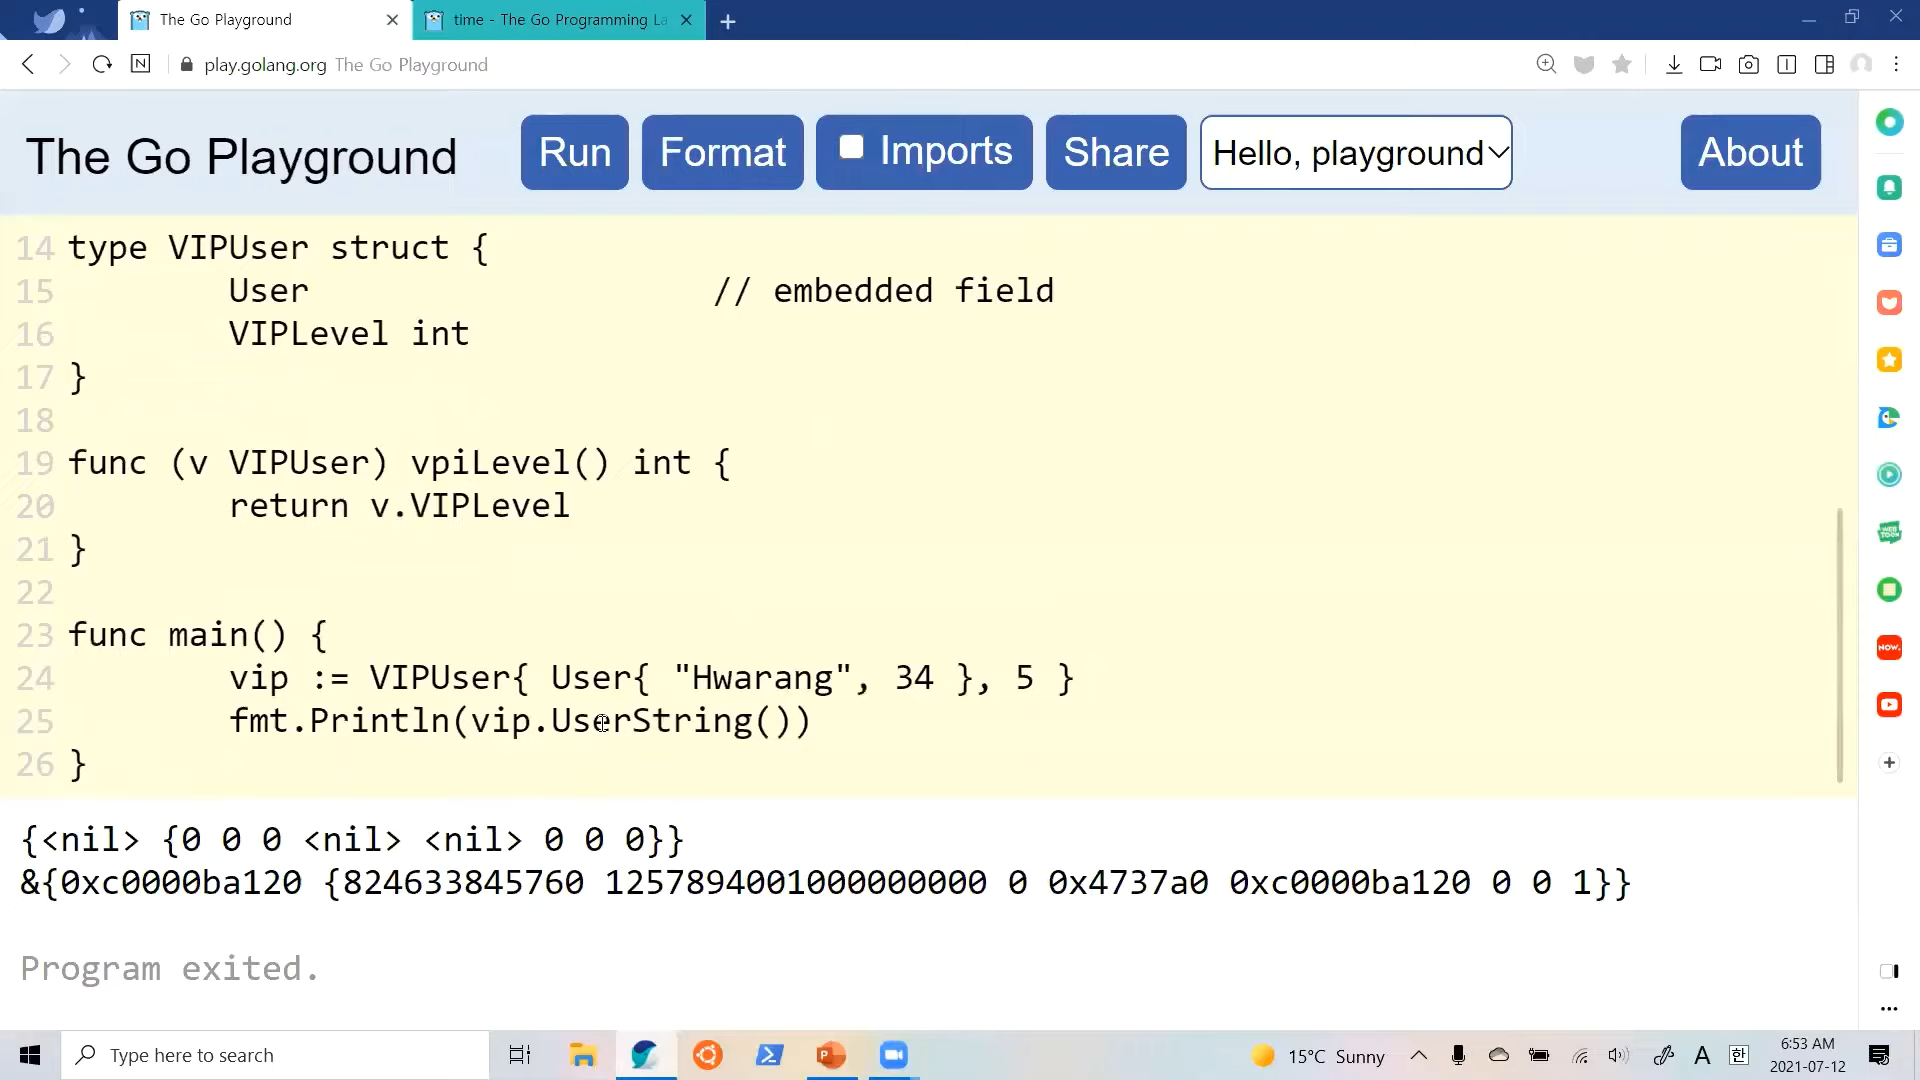 The Go Playground
time - The Go Programming La
play.golang.org The Go Playground
The Go Playground
Run
Format
Imports
Share
Hello, playground
About
14 type VIPUser struct {
15 User // embedded field
16 VIPLevel int
17 }
18
19 func (v VIPUser) vpiLevel() int {
20 return v.VIPLevel
21 }
22
23 func main() {
24 vip := VIPUser{ User{ "Hwarang", 34 }, 5 }
25 fmt.Println(vip.UserString())
26 }
{<nil> {0 0 0 <nil> <nil> 0 0 0}}
&{0xc0000ba120 {824633845760 1257894001000000000 0 0x4737a0 0xc0000ba120 0 0 1}}
Program exited.
WEB TOON
NOW.
Type here to search
15°C Sunny
A
한
6:53 AM
2021-07-12